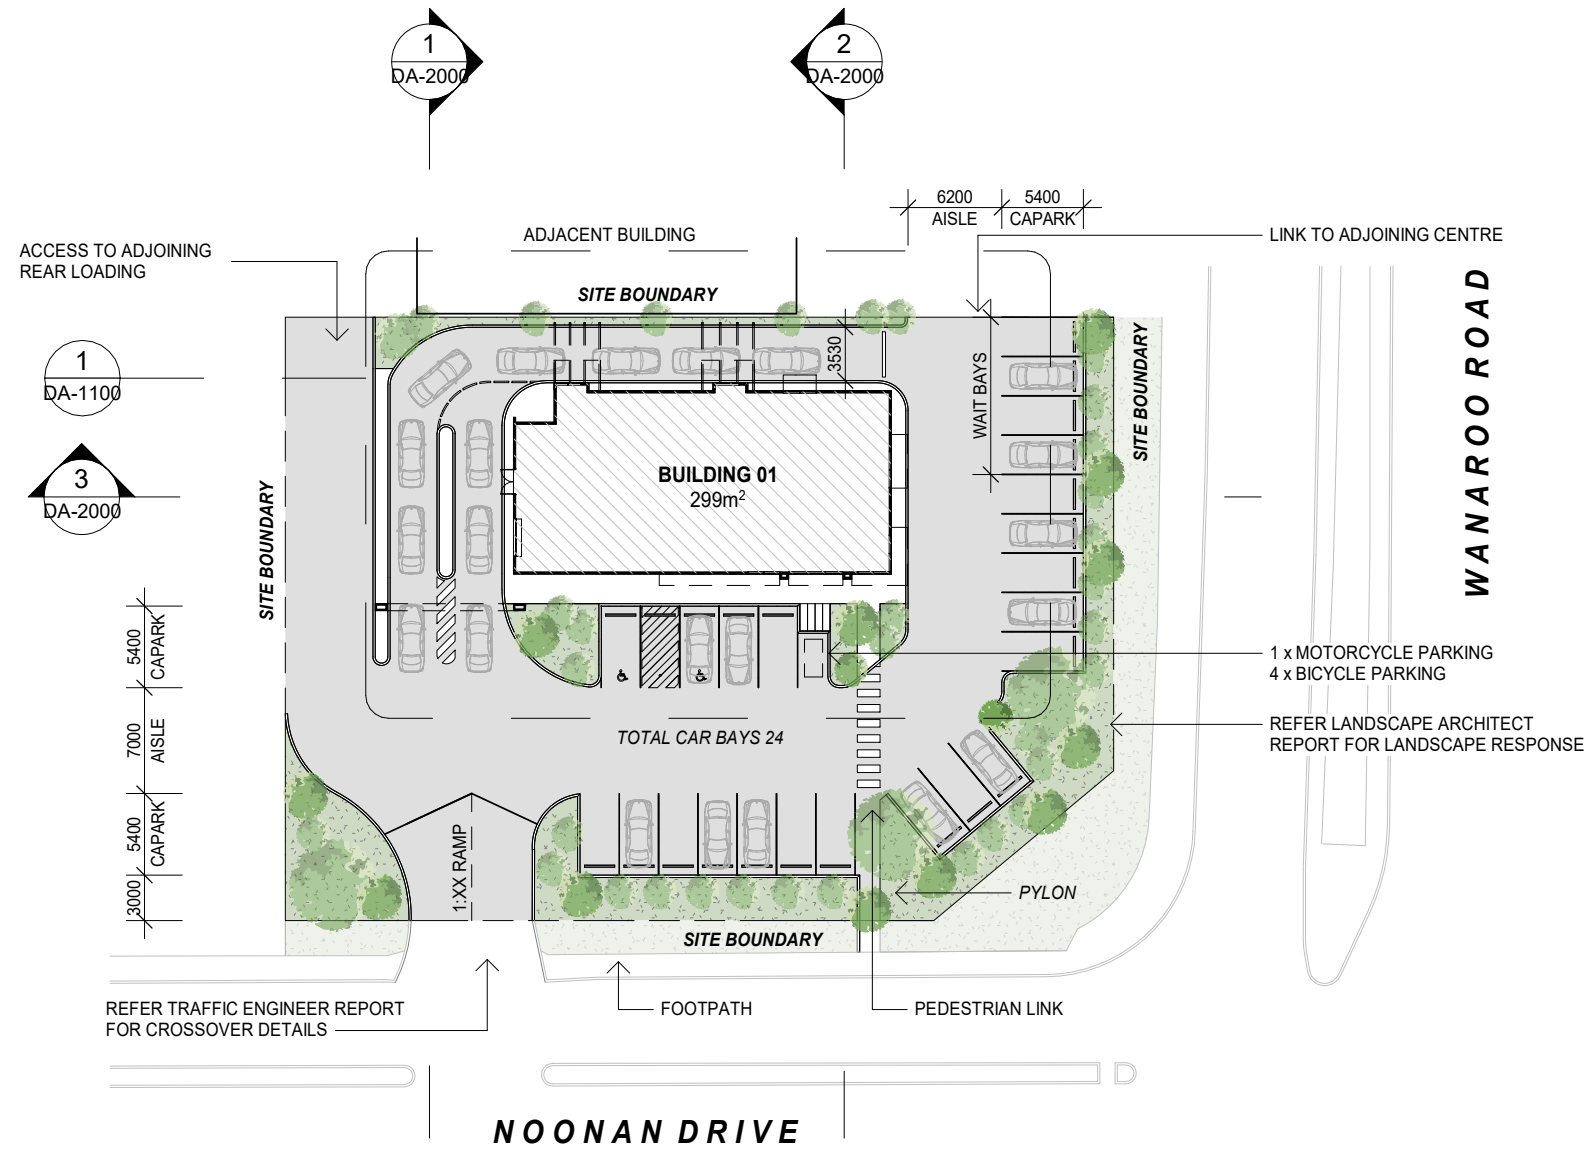 1
DA-2000
2
DA-2000
6200
5400
AISLE
CAPARK
ACCESS TO ADJOINING
REAR LOADING
ADJACENT BUILDING
LINK TO ADJOINING CENTRE
SITE BOUNDARY
WANAROO ROAD
1
DA-1100
3530
WAIT BAYS
SITE BOUNDARY
3
DA-2000
BUILDING 01
299m²
SITE BOUNDARY
5400
CAPARK
7000
AISLE
5400
CAPARK
3000
1 x MOTORCYCLE PARKING
4 x BICYCLE PARKING
REFER LANDSCAPE ARCHITECT
REPORT FOR LANDSCAPE RESPONSE
TOTAL CAR BAYS 24
1:XX RAMP
PYLON
SITE BOUNDARY
REFER TRAFFIC ENGINEER REPORT
FOR CROSSOVER DETAILS
FOOTPATH
PEDESTRIAN LINK
NOONAN DRIVE